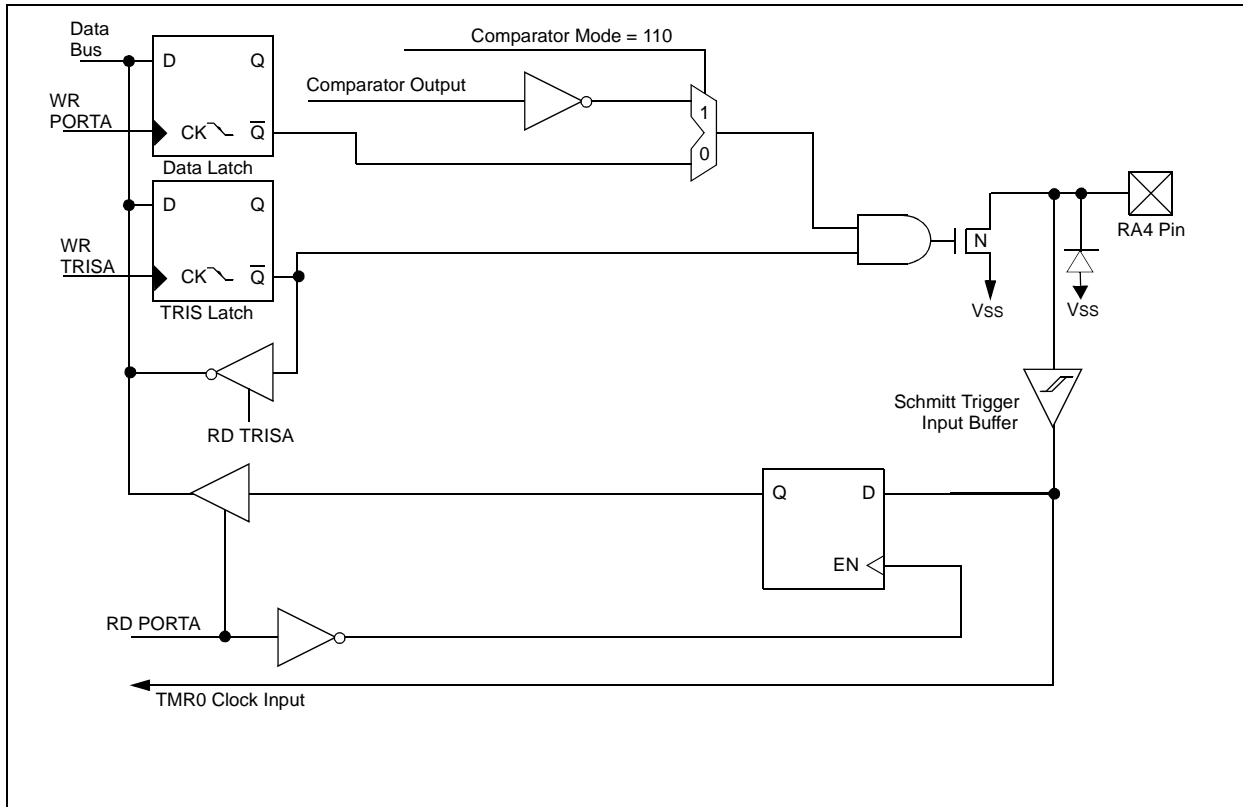 Data
Bus
D Q
WR
PORTA
CK Q
Data Latch
Comparator Mode = 110
Comparator Output
1
0
D Q
WR
TRISA
CK Q
TRIS Latch
N
VSS
VSS
RA4 Pin
RD TRISA
Schmitt Trigger
Input Buffer
Q D
EN
RD PORTA
TMR0 Clock Input